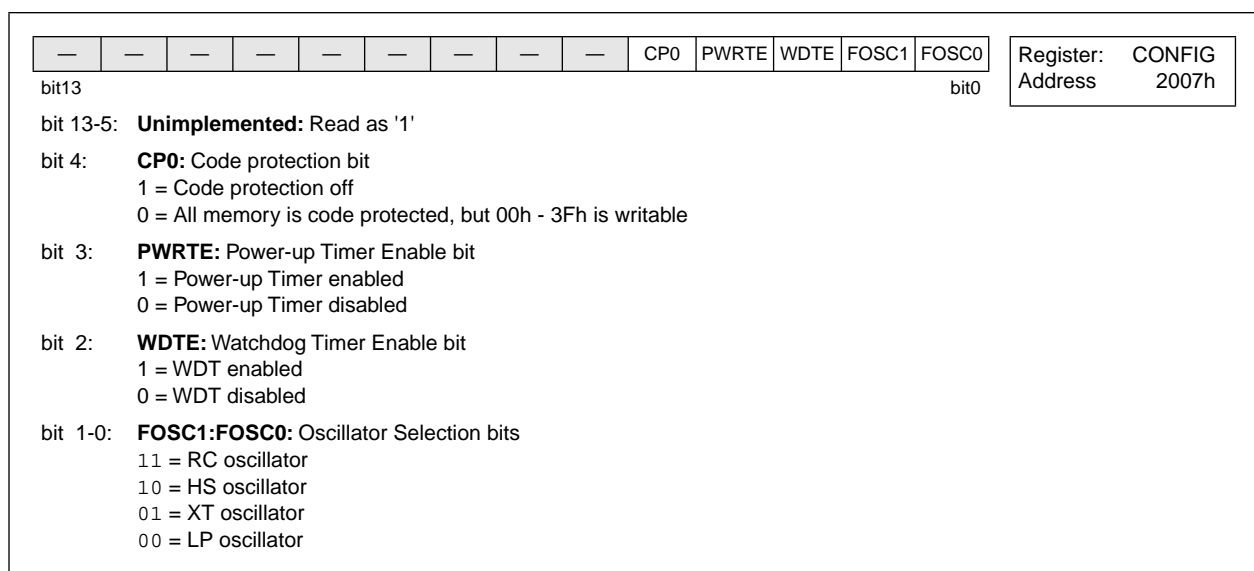 — — — — — — — — — CP0 PWRTE WDTE FOSC1 FOSC0
bit13 bit0
Register: CONFIG
Address 2007h
bit 13-5: Unimplemented: Read as '1'
bit 4: CP0: Code protection bit
1 = Code protection off
0 = All memory is code protected, but 00h - 3Fh is writable
bit 3: PWRTE: Power-up Timer Enable bit
1 = Power-up Timer enabled
0 = Power-up Timer disabled
bit 2: WDTE: Watchdog Timer Enable bit
1 = WDT enabled
0 = WDT disabled
bit 1-0: FOSC1:FOSC0: Oscillator Selection bits
11 = RC oscillator
10 = HS oscillator
01 = XT oscillator
00 = LP oscillator